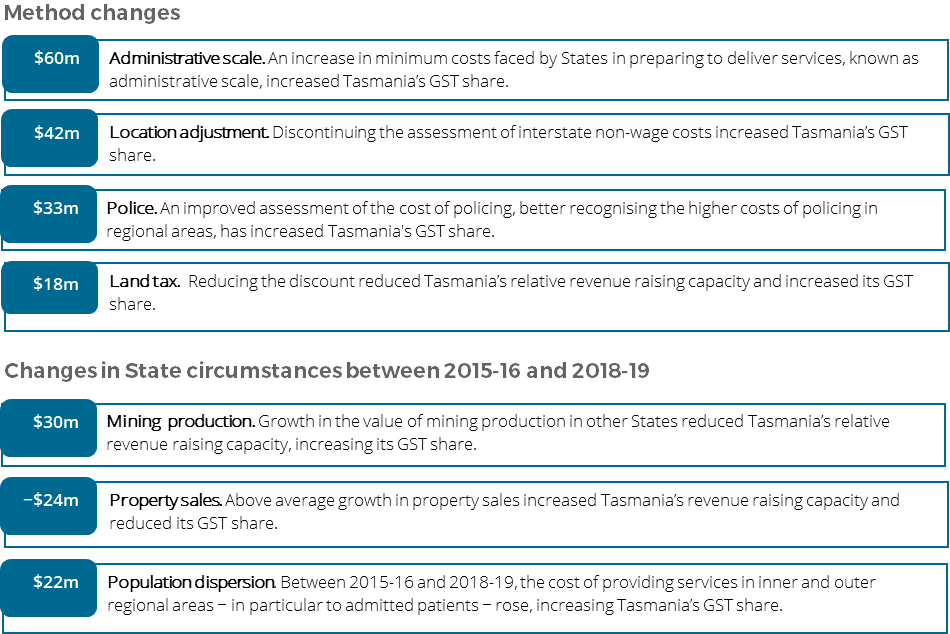 Method changes
$60m
Administrative scale. An increase in minimum costs faced by States in preparing to deliver services, known as
administrative scale, increased Tasmania's GST share.
$42m
Location adjustment. Discontinuing the assessment of interstate non-wage costs increased Tasmania's GST
share.
$33m
Police. An improved assessment of the cost of policing, better recognising the higher costs of policing in
regional areas, has increased Tasmania's GST share.
$18m
Land tax. Reducing the discount reduced Tasmania's relative revenue raising capacity and increased its GST
share.
Changes in State circumstances between 2015-16 and 2018-19
$30m
Mining production. Growth in the value of mining production in other States reduced Tasmania's relative
revenue raising capacity, increasing its GST share.
−$24m
Property sales. Above average growth in property sales increased Tasmania's revenue raising capacity and
reduced its GST share.
$22m
Population dispersion. Between 2015-16 and 2018-19, the cost of providing services in inner and outer
regional areas − in particular to admitted patients − rose, increasing Tasmania's GST share.